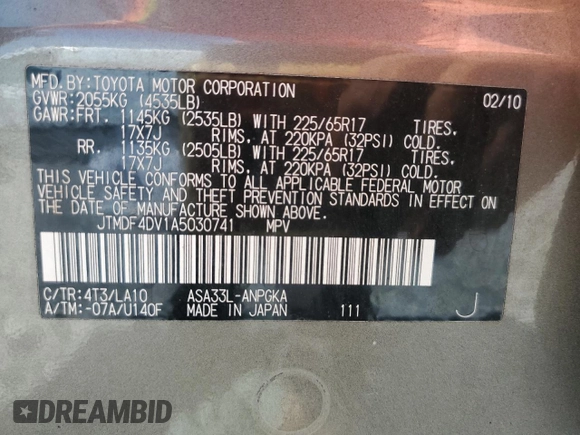 MFD.BY:TOYOTA MOTOR CORPORATION 02/10
GVWR:2055KG (4535LB)
GAWR:FRT. 1145KG (2535LB) WITH 225/65R17 TIRES,
17X7J RIMS, AT 220KPA (32PSI) COLD.
RR. 1135KG (2505LB) WITH 225/65R17 TIRES,
17X7J RIMS, AT 220KPA (32PSI) COLD.
THIS VEHICLE CONFORMS TO ALL APPLICABLE FEDERAL MOTOR
VEHICLE SAFETY AND THEFT PREVENTION STANDARDS IN EFFECT ON
THE DATE OF MANUFACTURE SHOWN ABOVE.
JTMDF4DV1A5030741 MPV
C/TR:4T3/LA10 ASA33L-ANPGKA
A/TM:-07A/U140F MADE IN JAPAN 111 J
DREAMBID